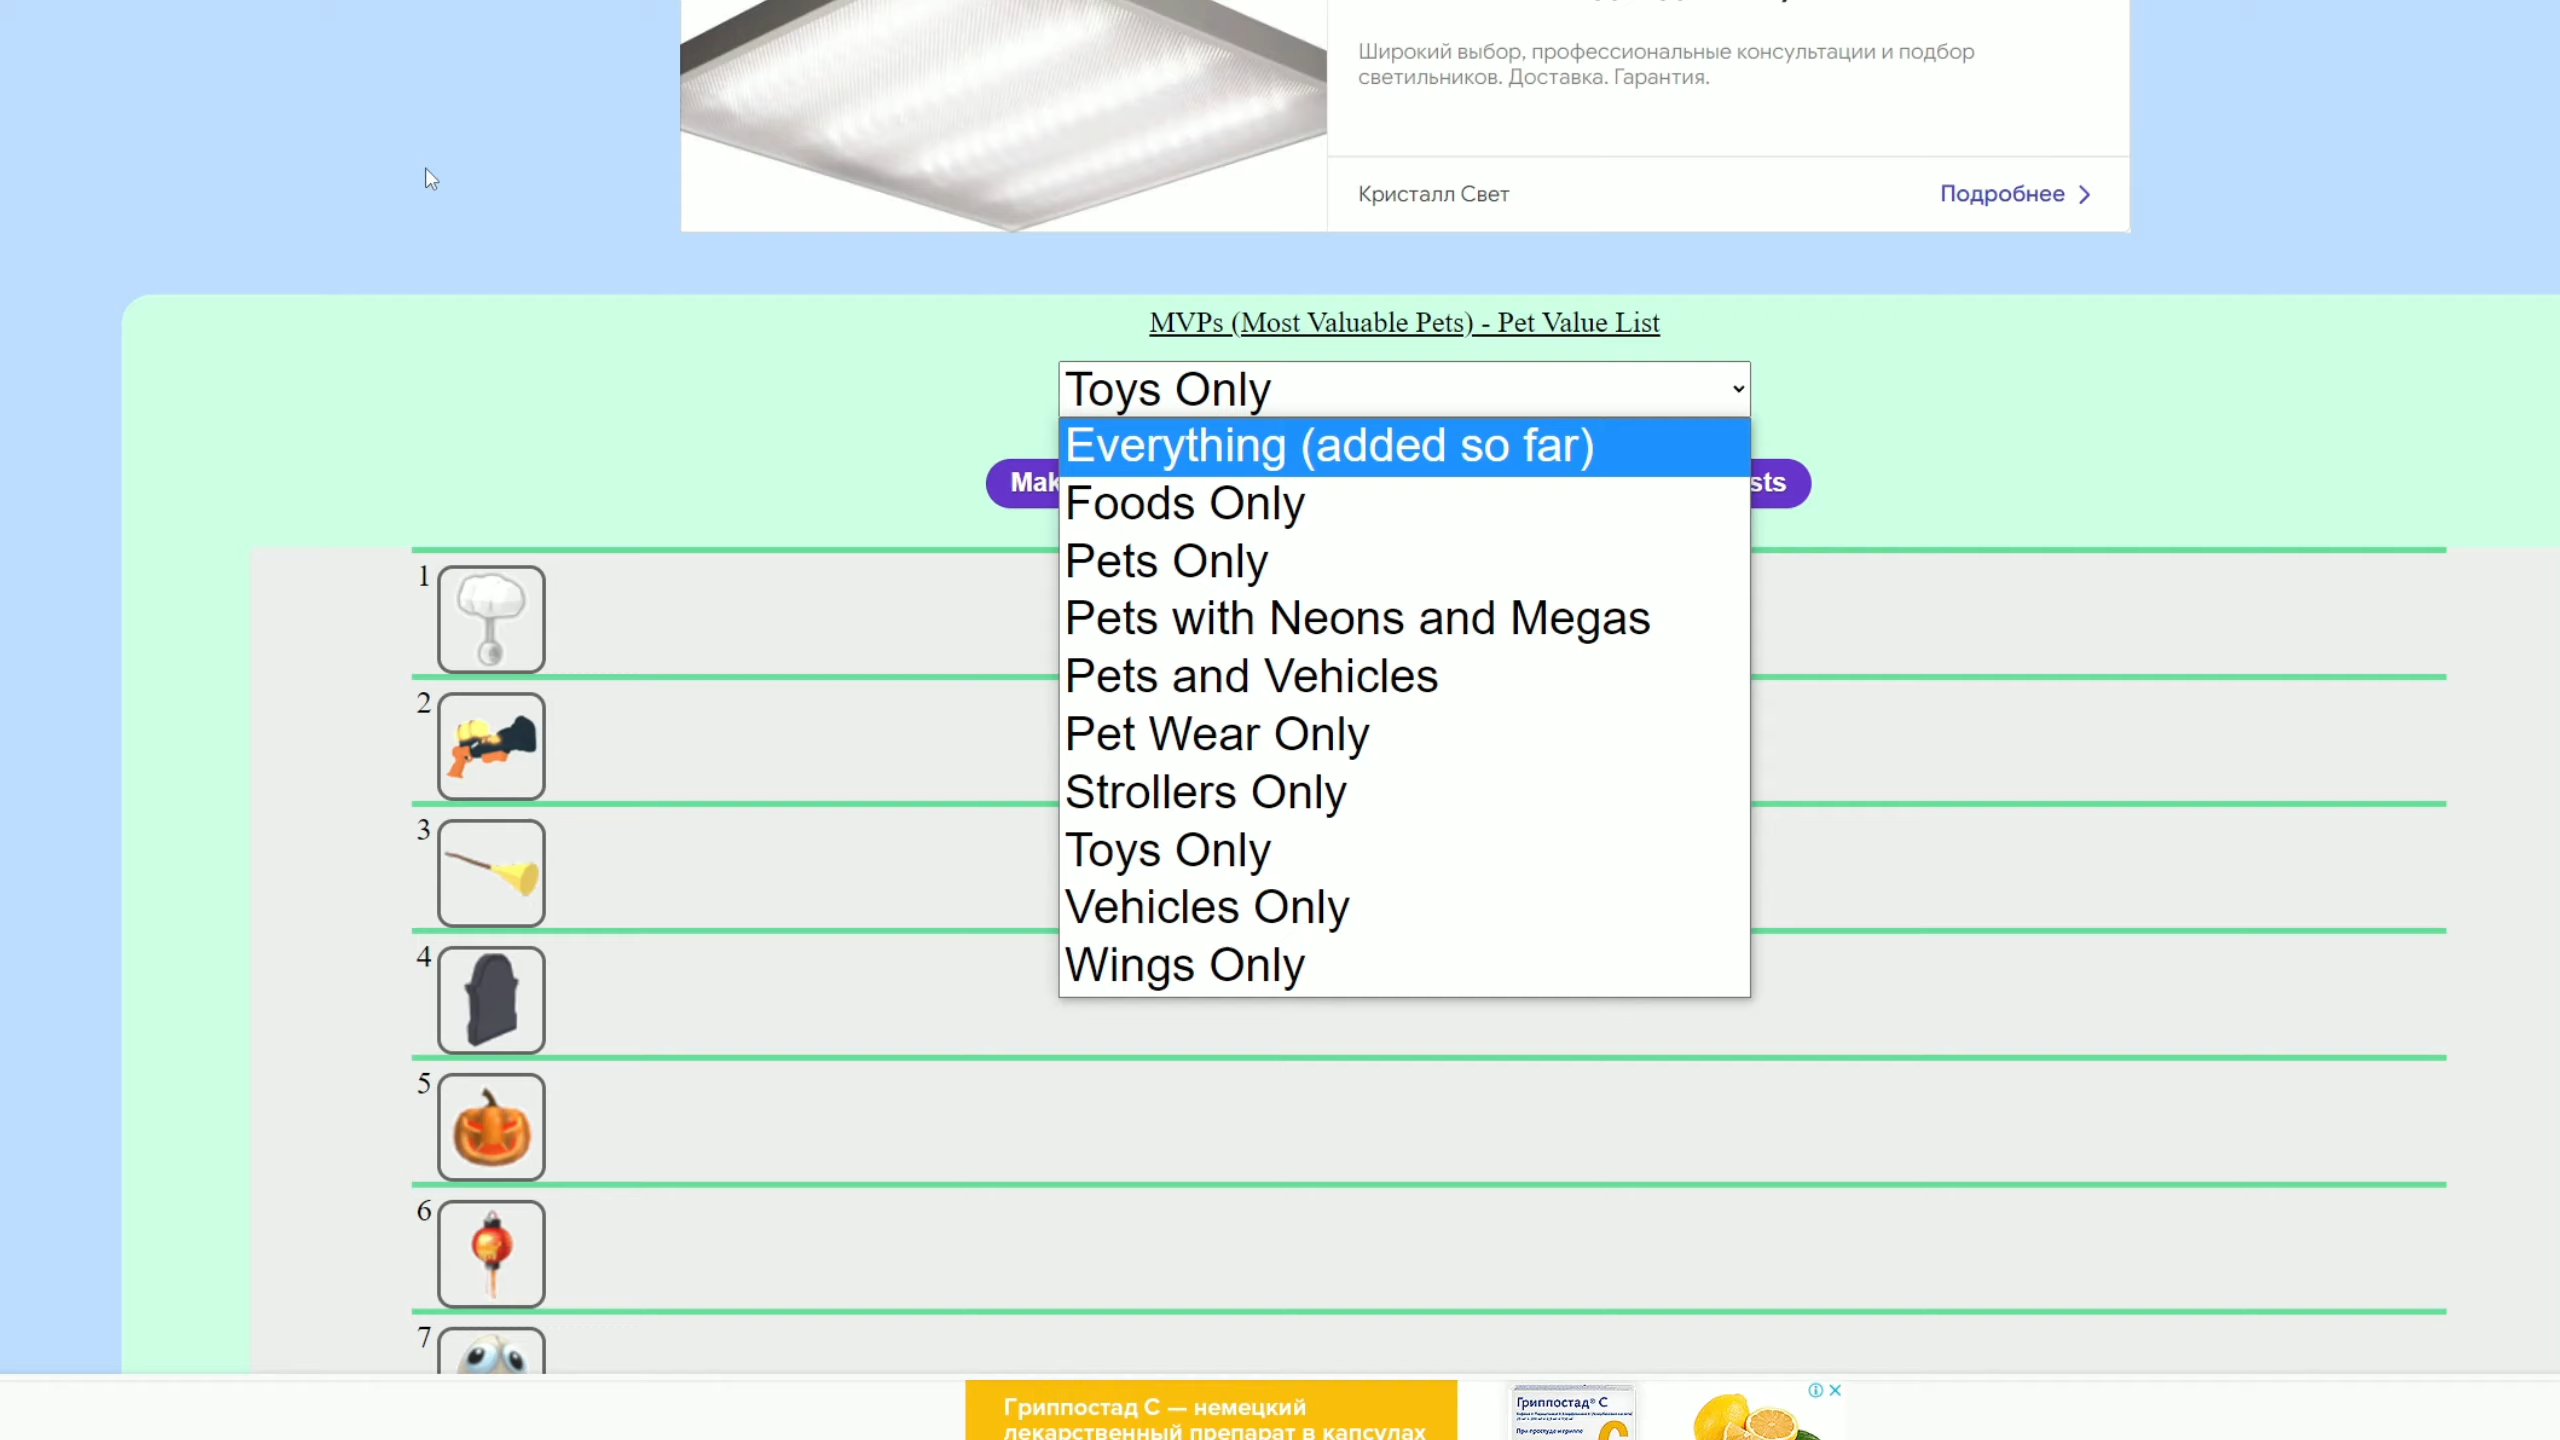 Широкий выбор, профессиональные консультации и подбор
светильников. Доставка. Гарантия.
Кристалл Свет
Подробнее
MVPs (Most Valuable Pets) - Pet Value List
Toys Only
Everything (added so far)
Foods Only
Pets Only
Pets with Neons and Megas
Pets and Vehicles
Pet Wear Only
Strollers Only
Toys Only
Vehicles Only
Wings Only
1
2
3
4
5
6
7
Гриппостад С — немецкий
лекарственный препарат в капсулах
Гриппостад® С